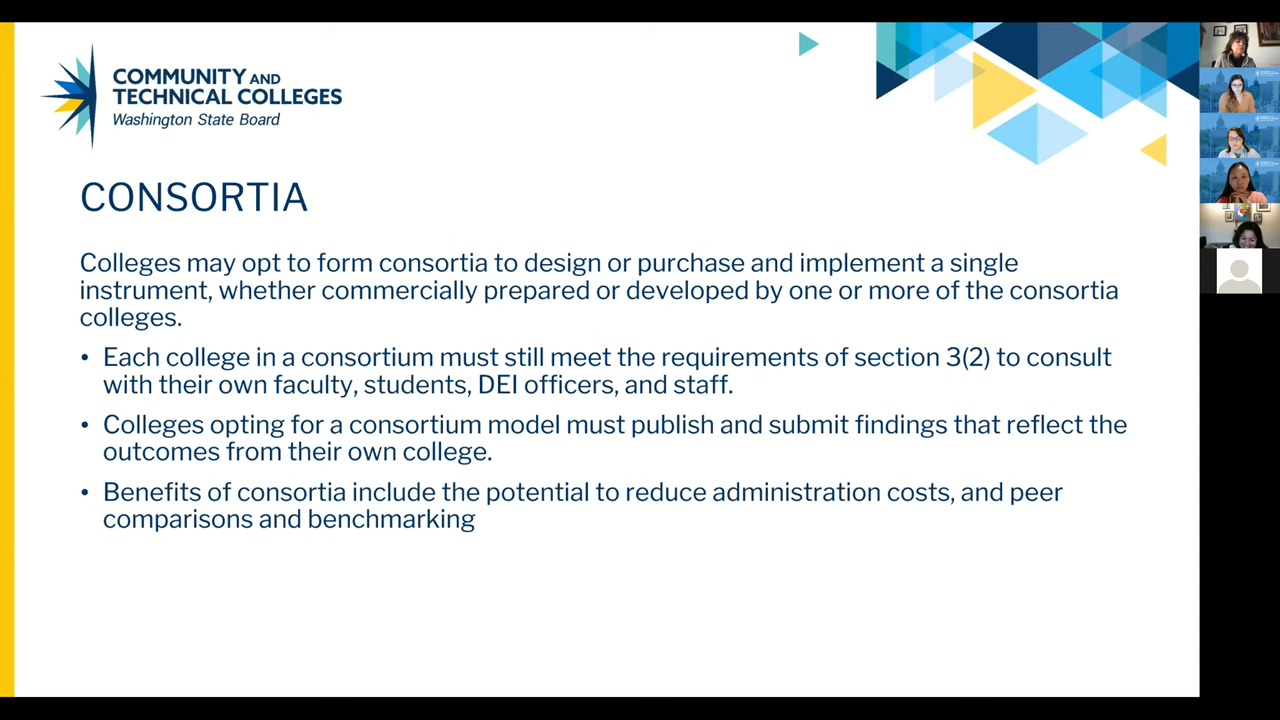 COMMUNITY AND
TECHNICAL COLLEGES
Washington State Board
CONSORTIA
Colleges may opt to form consortia to design or purchase and implement a single
instrument, whether commercially prepared or developed by one or more of the consortia
colleges.
• Each college in a consortium must still meet the requirements of section 3(2) to consult
with their own faculty, students, DEI officers, and staff.
• Colleges opting for a consortium model must publish and submit findings that reflect the
outcomes from their own college.
• Benefits of consortia include the potential to reduce administration costs, and peer
comparisons and benchmarking